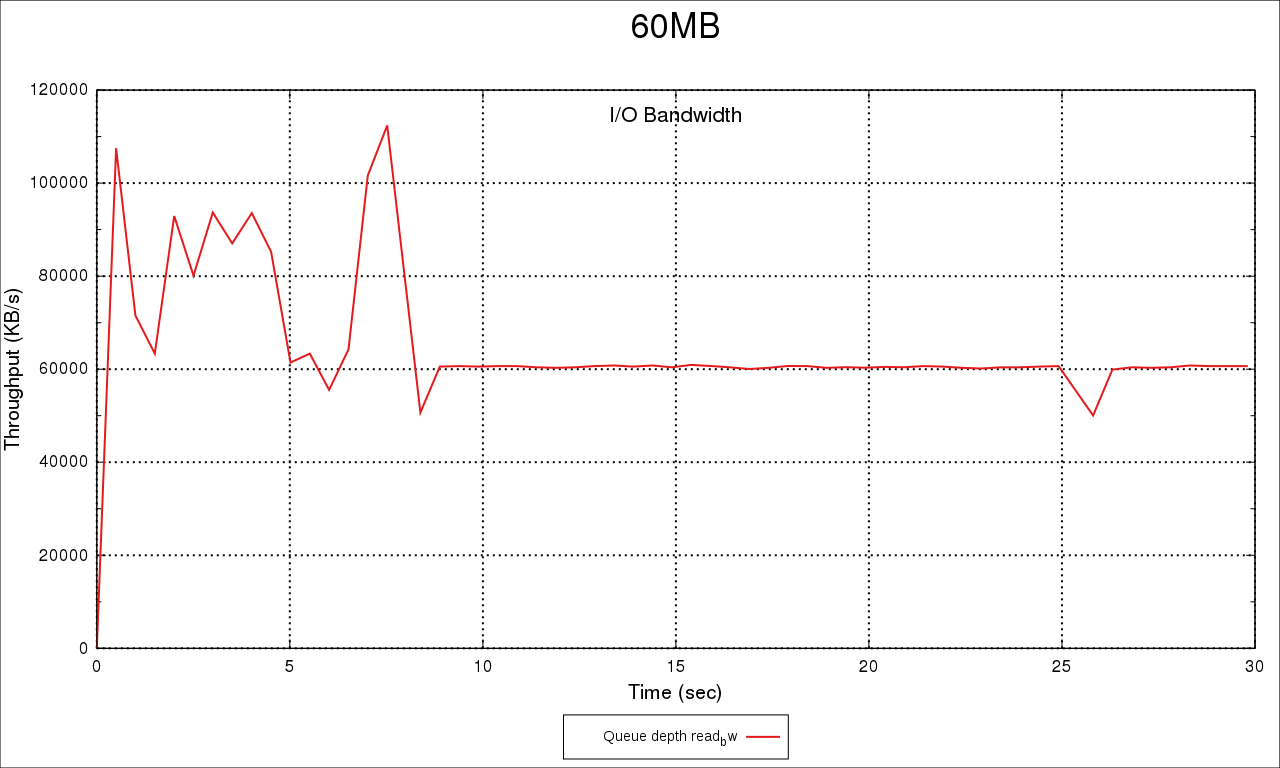 60MB
I/O Bandwidth
120000
100000
80000
60000
40000
20000
0
Throughput (KB/s)
0 5 10 15 20 25 30
Time (sec)
Queue depth read_bw